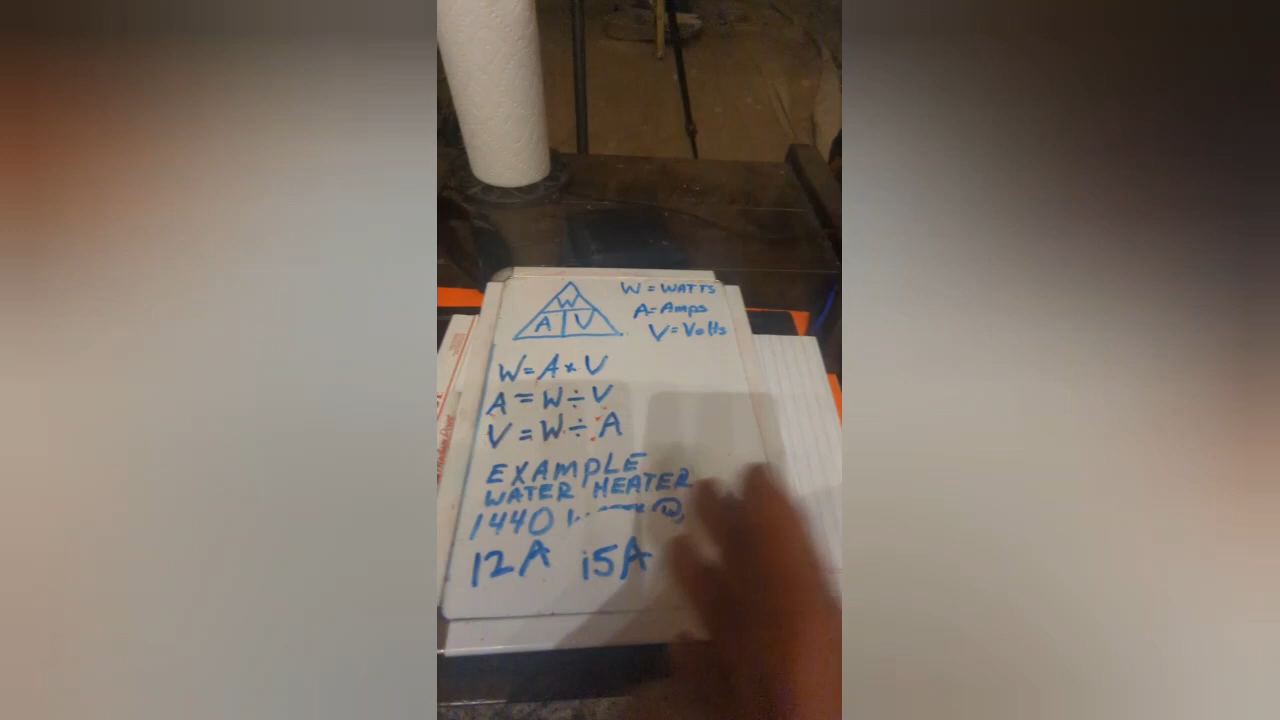 W
A V
W = WATTS
A = Amps
V = Volts
W = A × V
A = W ÷ V
V = W ÷ A
EXAMPLE
WATER HEATER
1440
12A 15A